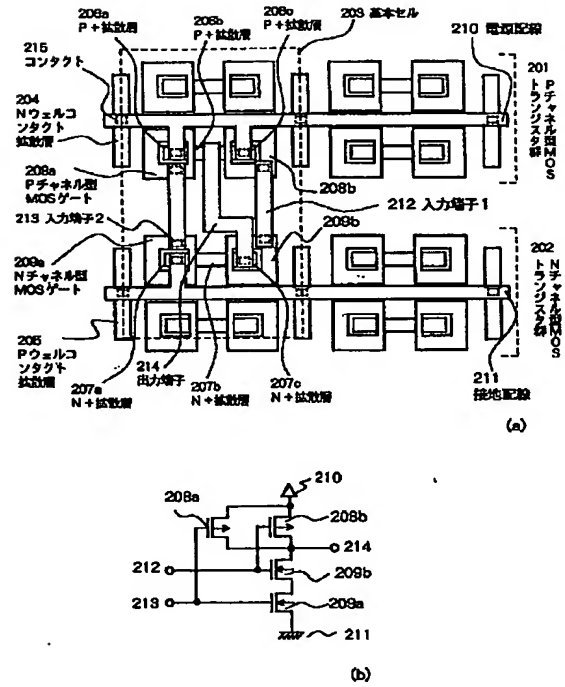 206a
P+拡散層
206b
P+拡散層
206c
P+拡散層
203 基本セル
215
コンタクト
210 電源配線
204
Nウェルコ
ンタクト
拡散層
201
Pチャネル型MOS
トランジスタ群
208a
Pチャネル型
MOSゲート
208b
213 入力端子2
212 入力端子1
209a
Nチャネル型
MOSゲート
209b
202
Nチャネル型MOS
トランジスタ群
205
Pウェルコ
ンタクト
拡散層
207a
N+拡散層
214
出力端子
207b
N+拡散層
207c
N+拡散層
211
接地配線
(a)
210
208a
208b
214
212
209b
213
209a
211
(b)